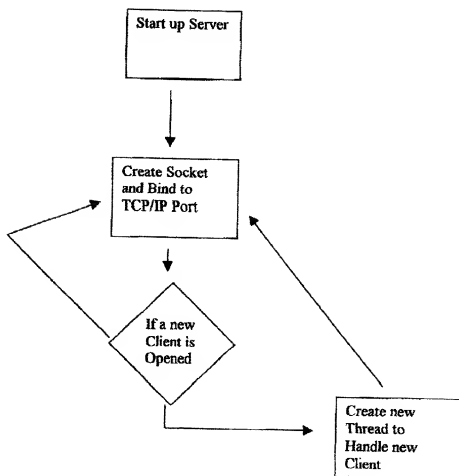 Start up Server
Create Socket
and Bind to
TCP/IP Port
If a new
Client is
Opened
Create new
Thread to
Handle new
Client